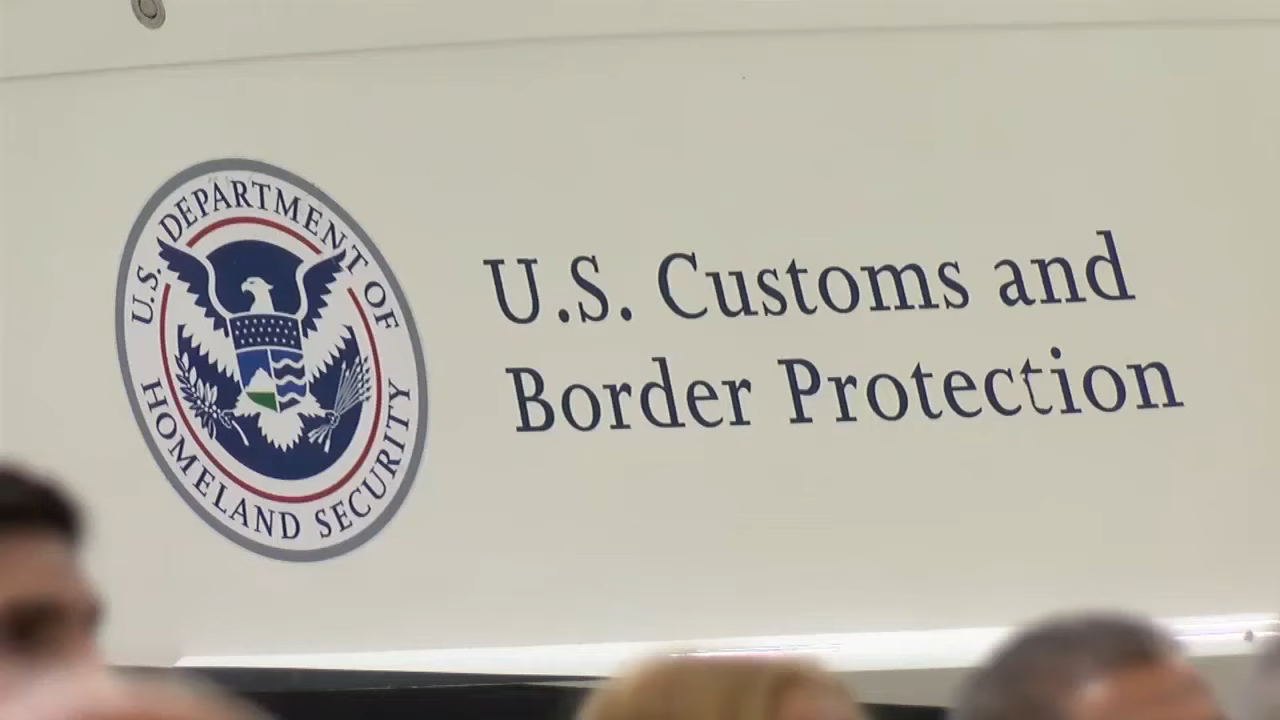 U.S. DEPARTMENT OF
HOMELAND SECURITY
U.S. Customs and
Border Protection